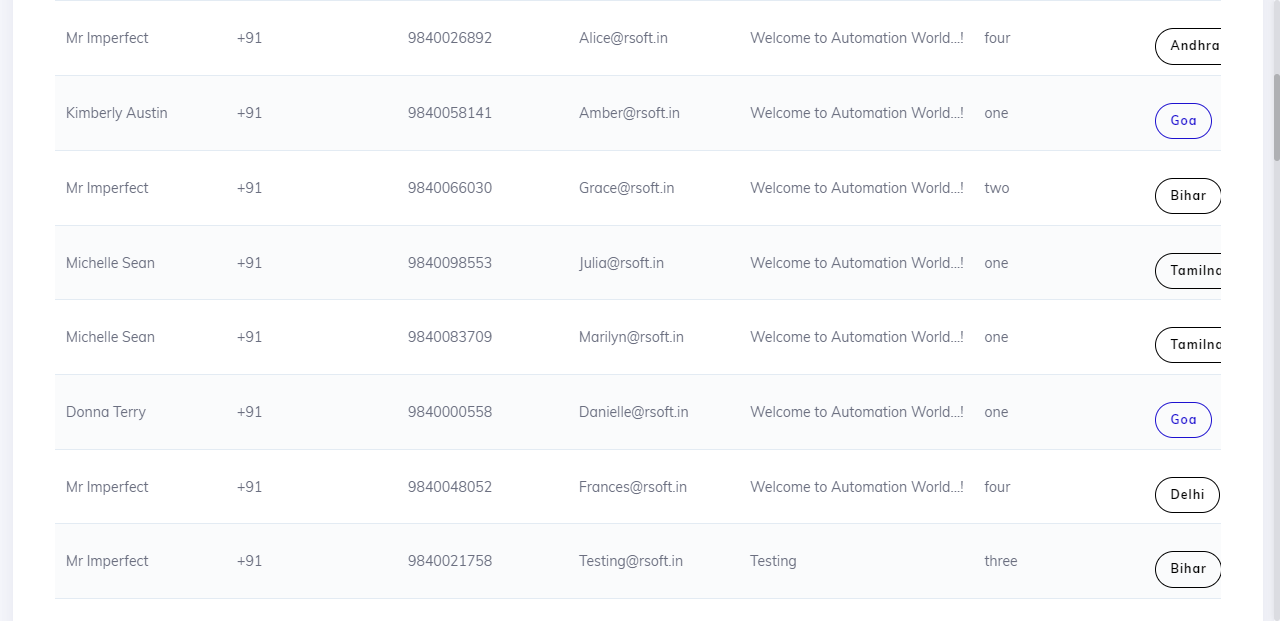 Mr Imperfect +91 9840026892 Alice@rsoft.in Welcome to Automation World...! four Andhra
Kimberly Austin +91 9840058141 Amber@rsoft.in Welcome to Automation World...! one Goa
Mr Imperfect +91 9840066030 Grace@rsoft.in Welcome to Automation World...! two Bihar
Michelle Sean +91 9840098553 Julia@rsoft.in Welcome to Automation World...! one Tamilna
Michelle Sean +91 9840083709 Marilyn@rsoft.in Welcome to Automation World...! one Tamilna
Donna Terry +91 9840000558 Danielle@rsoft.in Welcome to Automation World...! one Goa
Mr Imperfect +91 9840048052 Frances@rsoft.in Welcome to Automation World...! four Delhi
Mr Imperfect +91 9840021758 Testing@rsoft.in Testing three Bihar